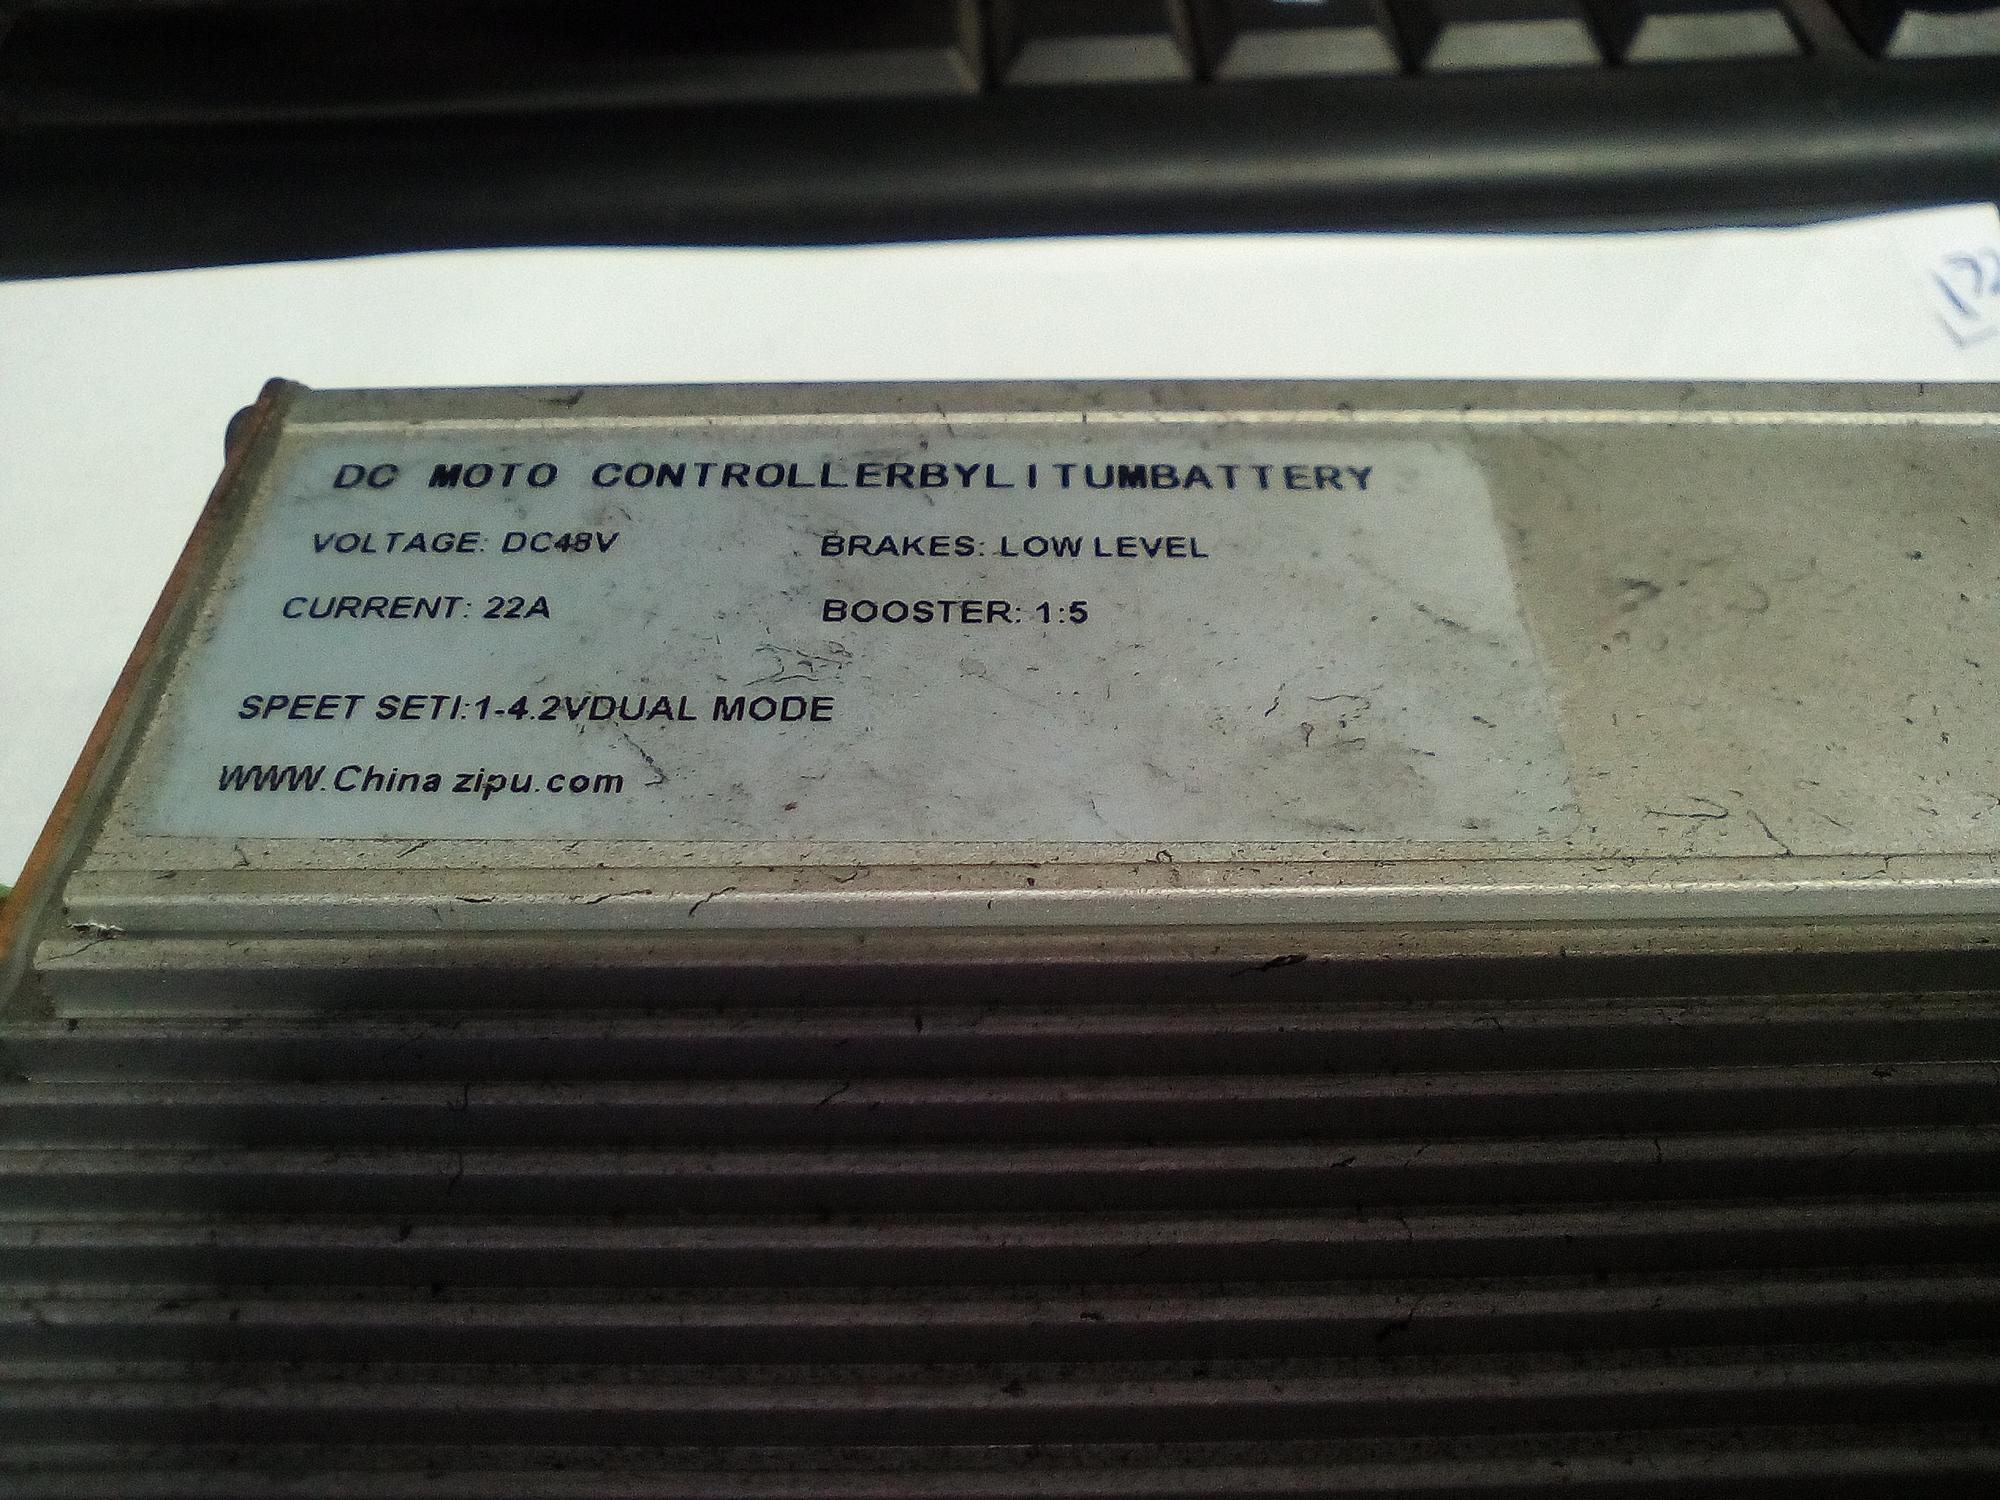 DC MOTO CONTROLLERBYLITUMBATTERY
VOLTAGE: DC48V BRAKES: LOW LEVEL
CURRENT: 22A BOOSTER: 1:5
SPEET SETI:1-4.2VDUAL MODE
WWW.China zipu.com